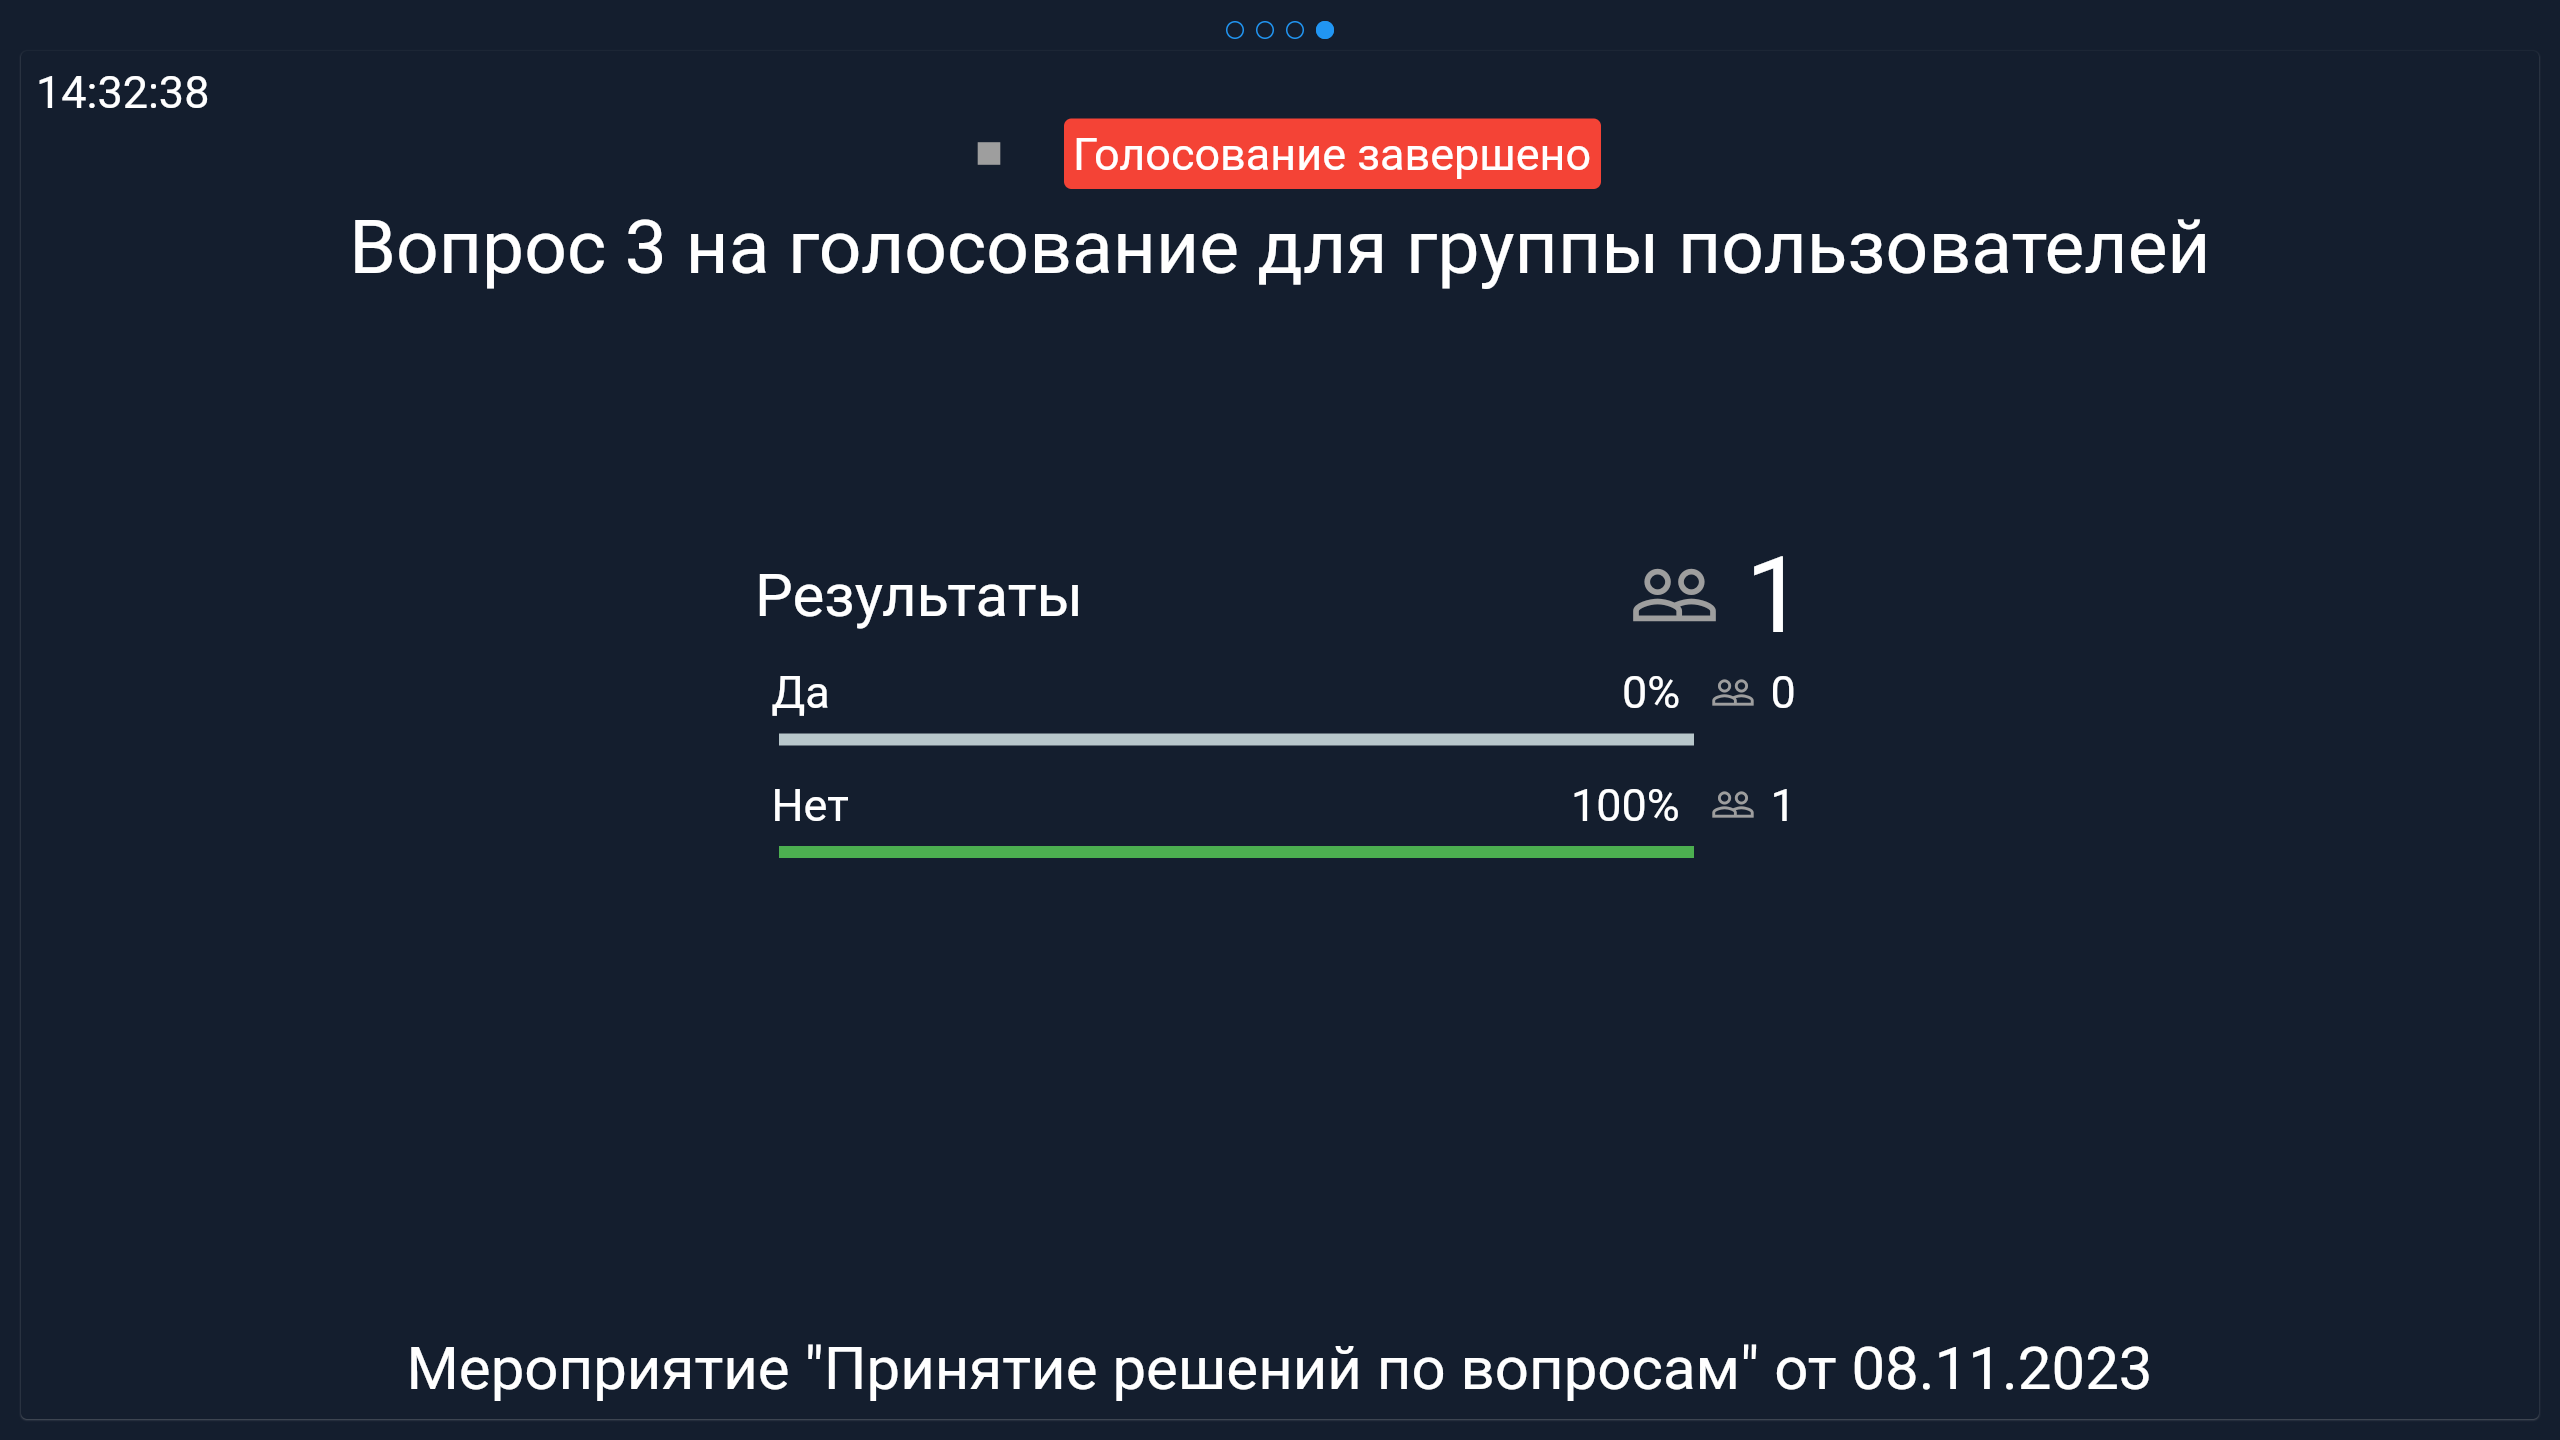 14:32:38
Голосование завершено
Вопрос 3 на голосование для группы пользователей
Результаты 1
Да 0% 0
Нет 100% 1
Мероприятие "Принятие решений по вопросам" от 08.11.2023